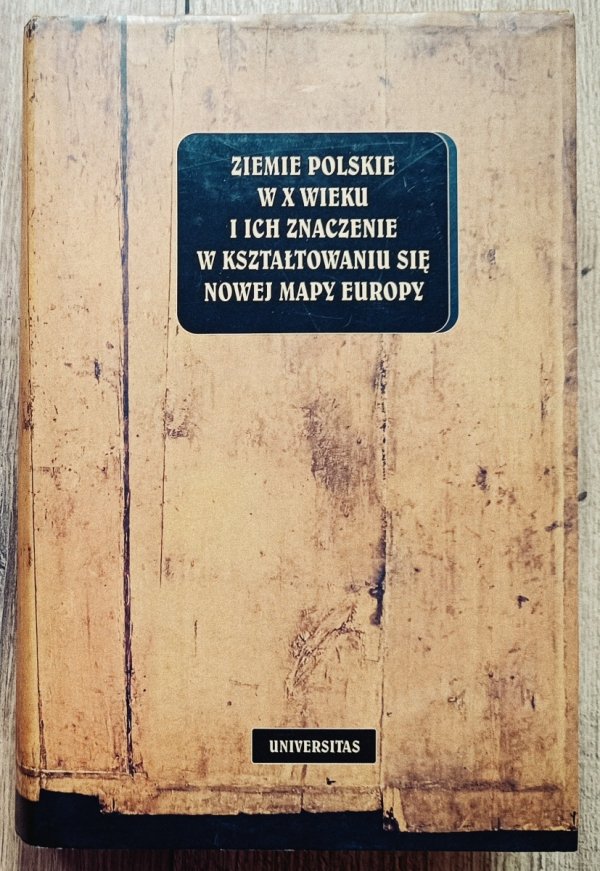 ZIEMIE POLSKIE
W X WIEKU
I ICH ZNACZENIE
W KSZTAŁTOWANIU SIĘ
NOWEJ MAPY EUROPY
UNIVERSITAS